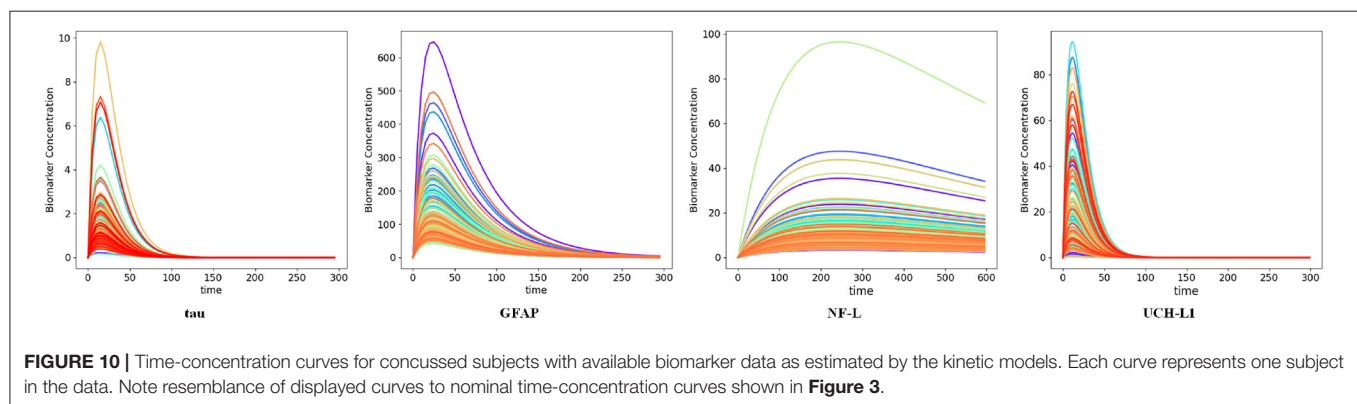 Biomarker Concentration
10
8
6
4
2
0
0 50 100 150 200 250 300
time
tau
Biomarker Concentration
600
500
400
300
200
100
0
0 50 100 150 200 250 300
time
GFAP
Biomarker Concentration
100
80
60
40
20
0
0 100 200 300 400 500 600
time
NF-L
Biomarker Concentration
80
60
40
20
0
0 50 100 150 200 250 300
time
UCH-L1
FIGURE 10 | Time-concentration curves for concussed subjects with available biomarker data as estimated by the kinetic models. Each curve represents one subject
in the data. Note resemblance of displayed curves to nominal time-concentration curves shown in Figure 3.